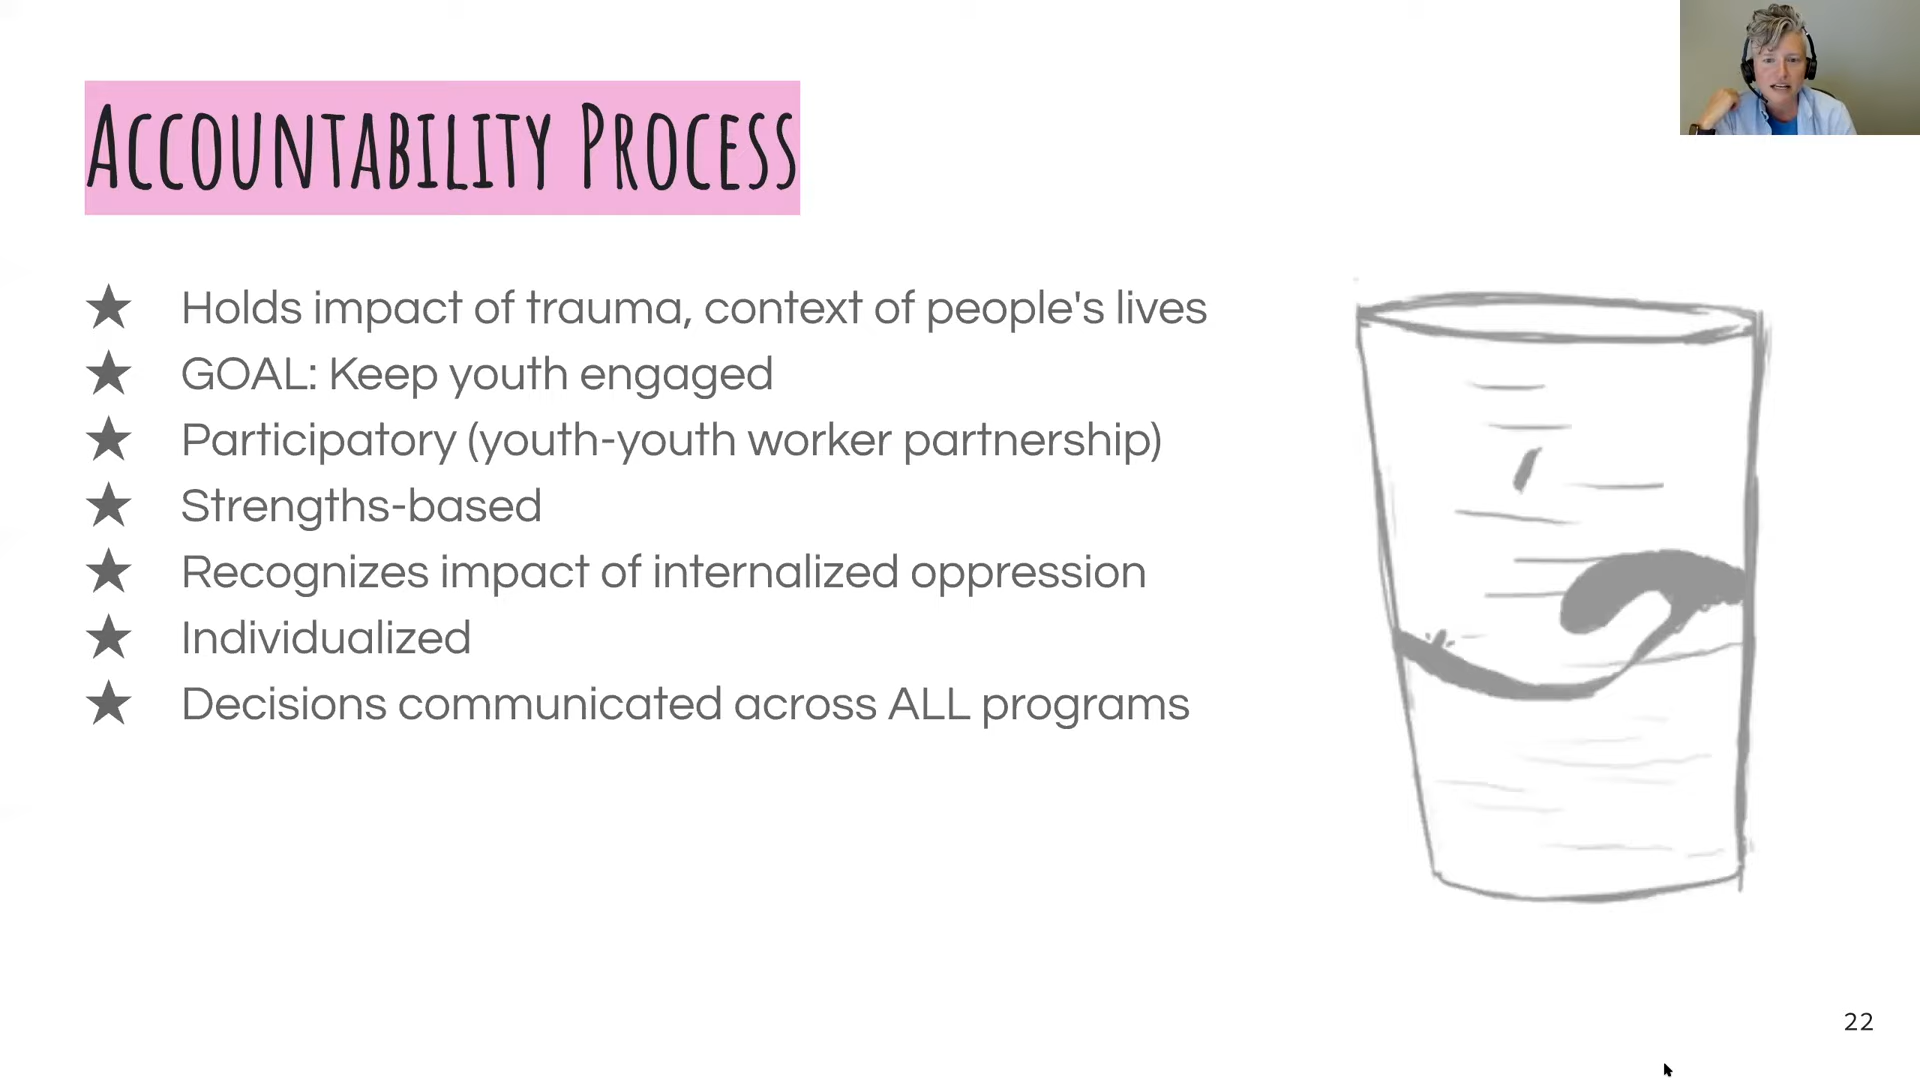 Accountability Process
★ Holds impact of trauma, context of people's lives
★ GOAL: Keep youth engaged
★ Participatory (youth-youth worker partnership)
★ Strengths-based
★ Recognizes impact of internalized oppression
★ Individualized
★ Decisions communicated across ALL programs
22